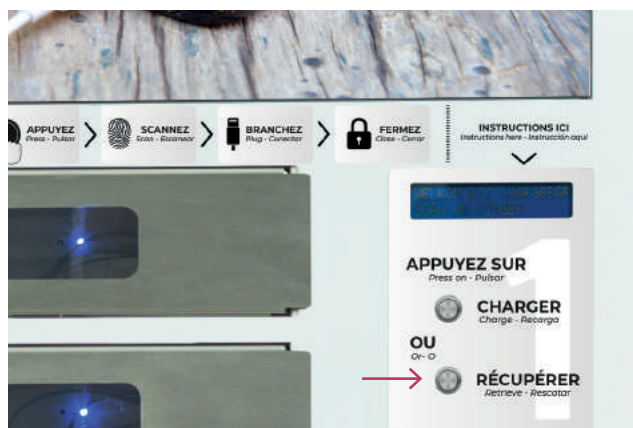 APPUYEZ
Press - Pulsar
SCANNEZ
Scan - Escanear
BRANCHEZ
Plug - Conectar
FERMEZ
Close - Cerrar
INSTRUCTIONS ICI
Instructions here - Instrucción aquí
1
APPUYEZ SUR
Press on - Pulsar
CHARGER
Charge - Recarga
OU
Or- O
RÉCUPÉRER
Retrieve - Rescatar